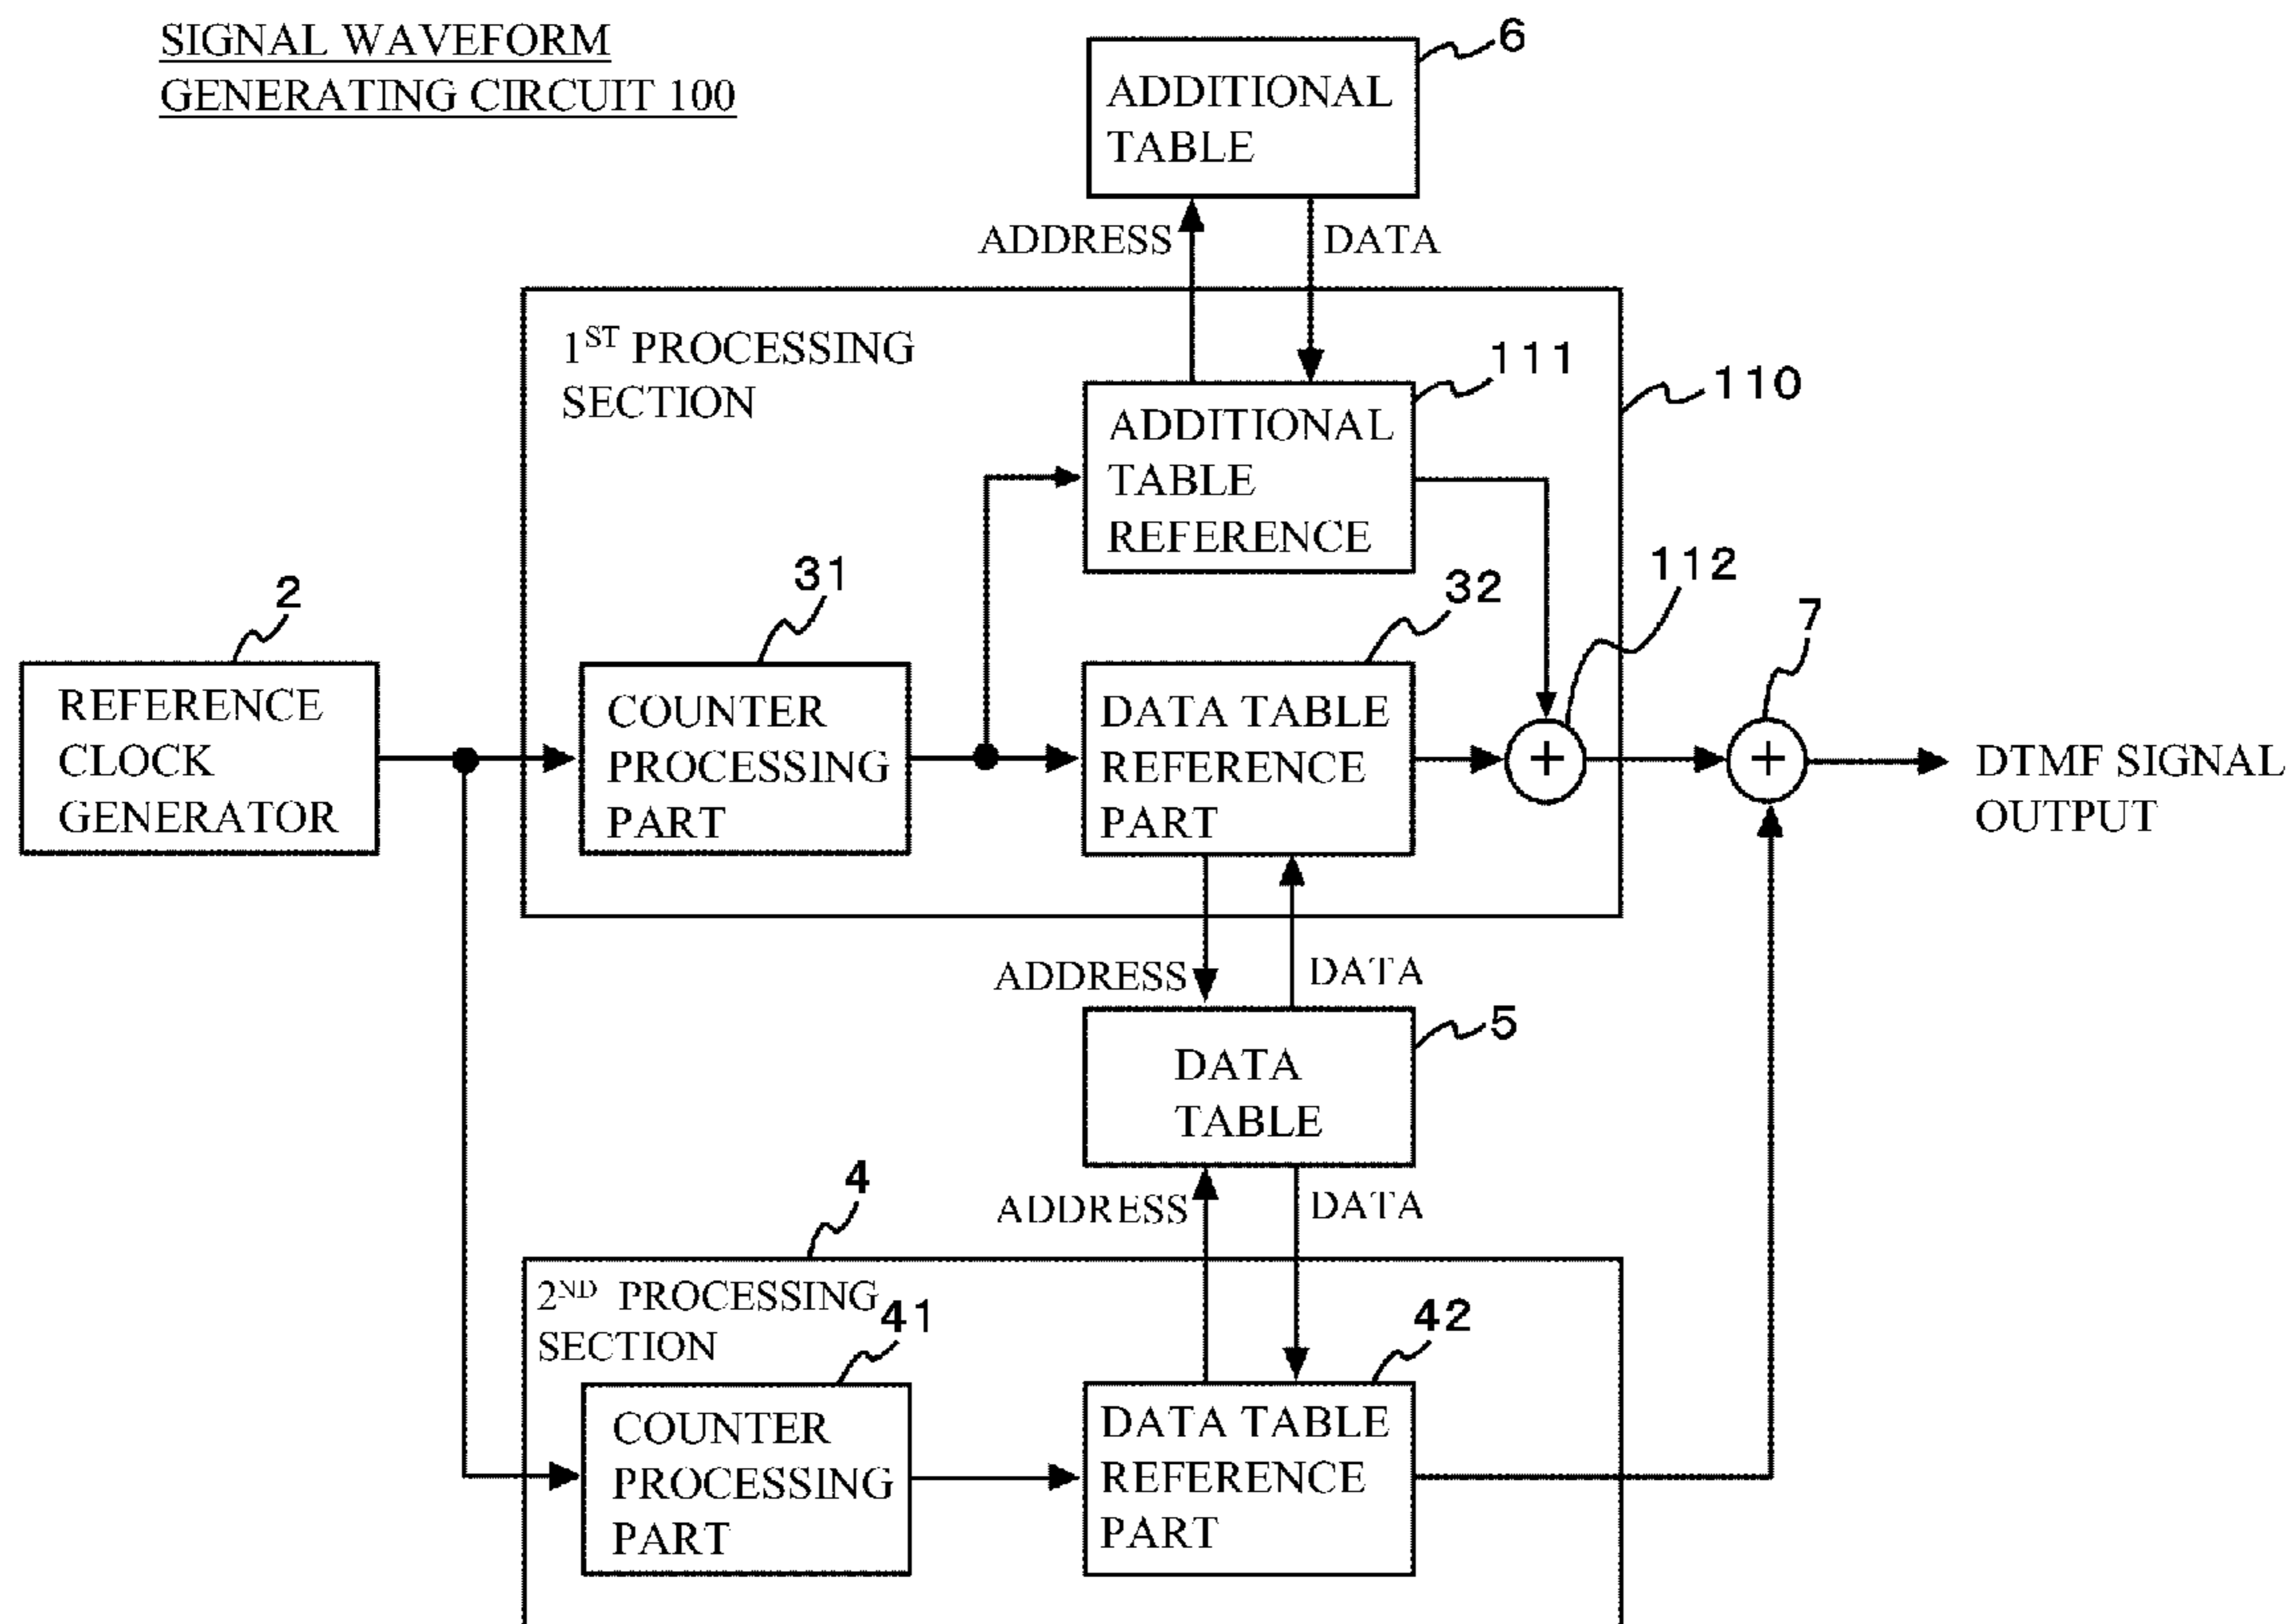 SIGNAL WAVEFORM
GENERATING CIRCUIT 100
6
ADDITIONAL
TABLE
ADDRESS
DATA
1ST PROCESSING
SECTION
111
110
ADDITIONAL
TABLE
REFERENCE
2
31
32
112
7
REFERENCE
CLOCK
GENERATOR
COUNTER
PROCESSING
PART
DATA TABLE
REFERENCE
PART
+
+
DTMF SIGNAL
OUTPUT
ADDRESS
DATA
5
DATA
TABLE
ADDRESS
DATA
4
2ND PROCESSING
SECTION
41
42
COUNTER
PROCESSING
PART
DATA TABLE
REFERENCE
PART